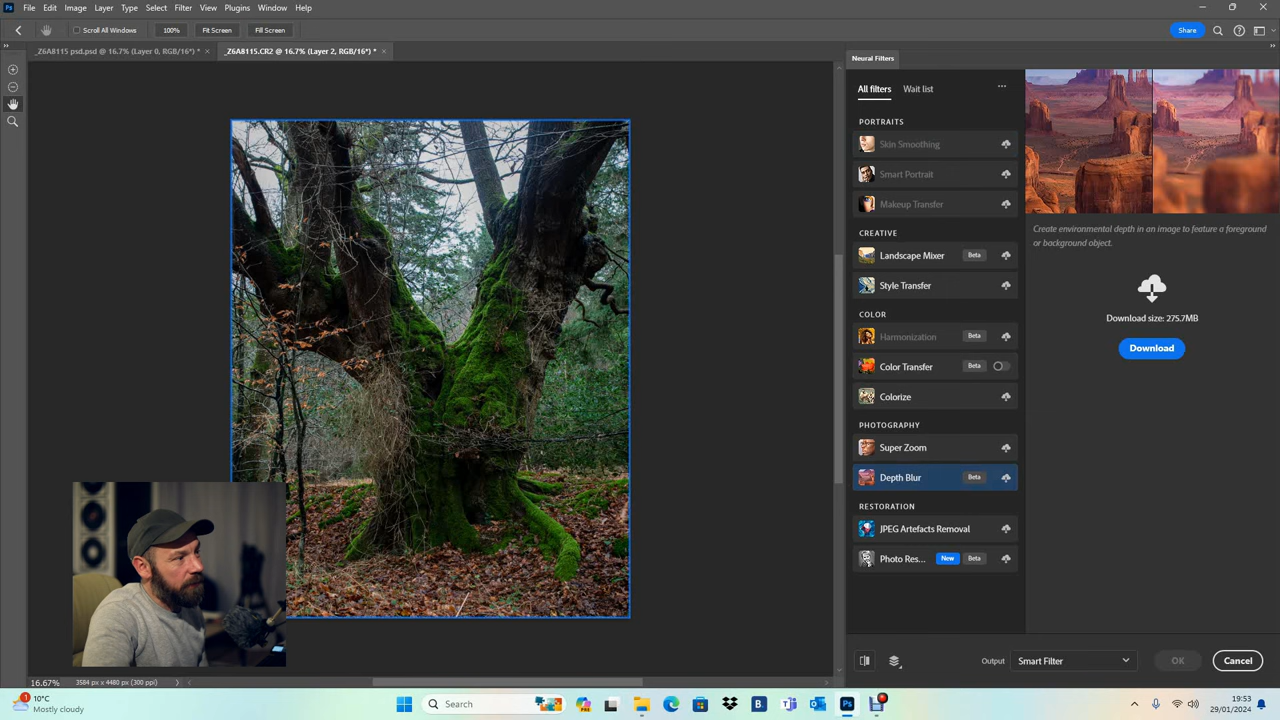 Ps File Edit Image Layer Type Select Filter View Plugins Window Help
Scroll All Windows 100% Fit Screen Fill Screen Share
_Z6A8115 psd.psd @ 16.7% (Layer 0, RGB/16*) * × _Z6A8115.CR2 @ 16.7% (Layer 2, RGB/16*) * ×
Neural Filters
All filters Wait list ...
PORTRAITS
Skin Smoothing
Smart Portrait
Makeup Transfer
CREATIVE
Landscape Mixer Beta
Style Transfer
COLOR
Harmonization Beta
Color Transfer Beta
Colorize
PHOTOGRAPHY
Super Zoom
Depth Blur Beta
RESTORATION
JPEG Artefacts Removal
Photo Res... New Beta
Create environmental depth in an image to feature a foreground
or background object.
Download size: 275.7MB
Download
Output Smart Filter OK Cancel
16.67% 3584 px x 4480 px (300 ppi)
1 10°C
Mostly cloudy
Search
B.
Ps
19:53
29/01/2024